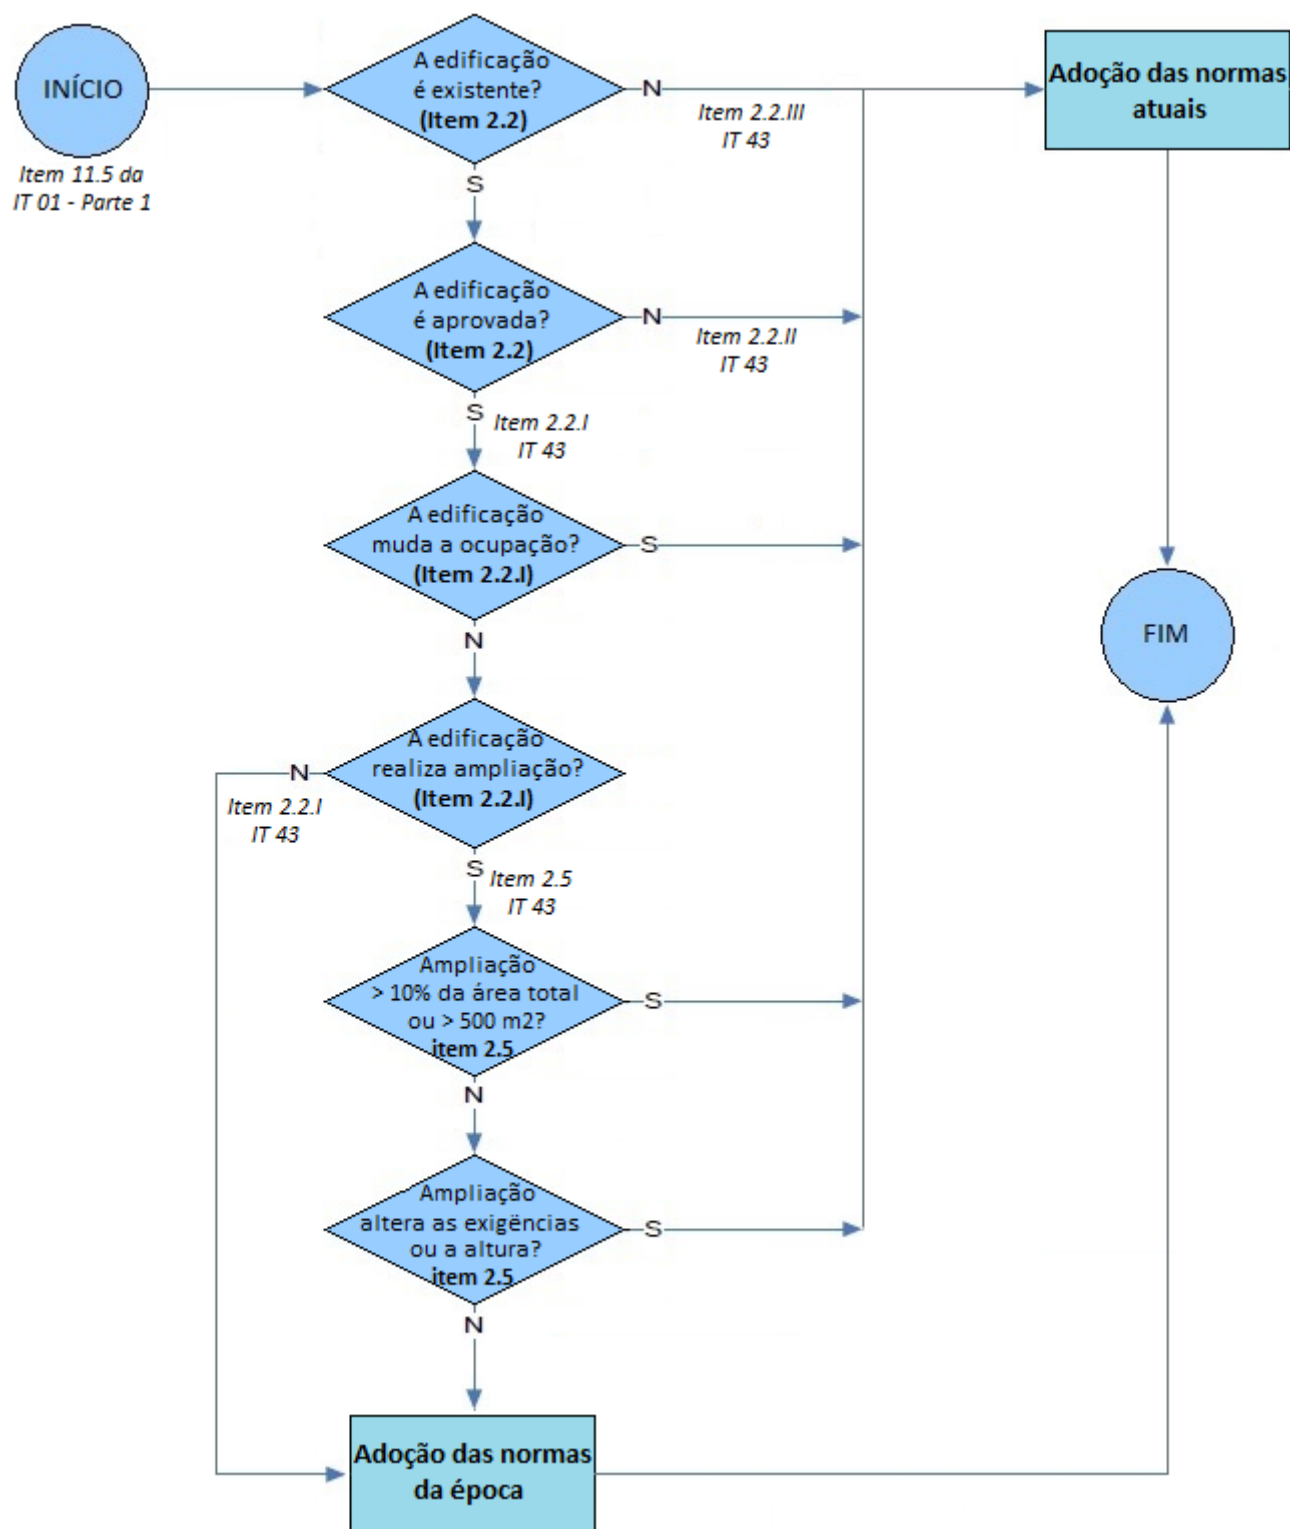 INÍCIO
Item 11.5 da
IT 01 - Parte 1
A edificação
é existente?
(Item 2.2)
N
Item 2.2.III
IT 43
Adoção das normas
atuais
S
A edificação
é aprovada?
(Item 2.2)
N
Item 2.2.II
IT 43
S
Item 2.2.I
IT 43
A edificação
muda a ocupação?
(Item 2.2.I)
S
N
FIM
A edificação
realiza ampliação?
(Item 2.2.I)
N
Item 2.2.I
IT 43
S
Item 2.5
IT 43
Ampliação
> 10% da área total
ou > 500 m2?
item 2.5
S
N
Ampliação
altera as exigëncias
ou a altura?
item 2.5
S
N
Adoção das normas
da época